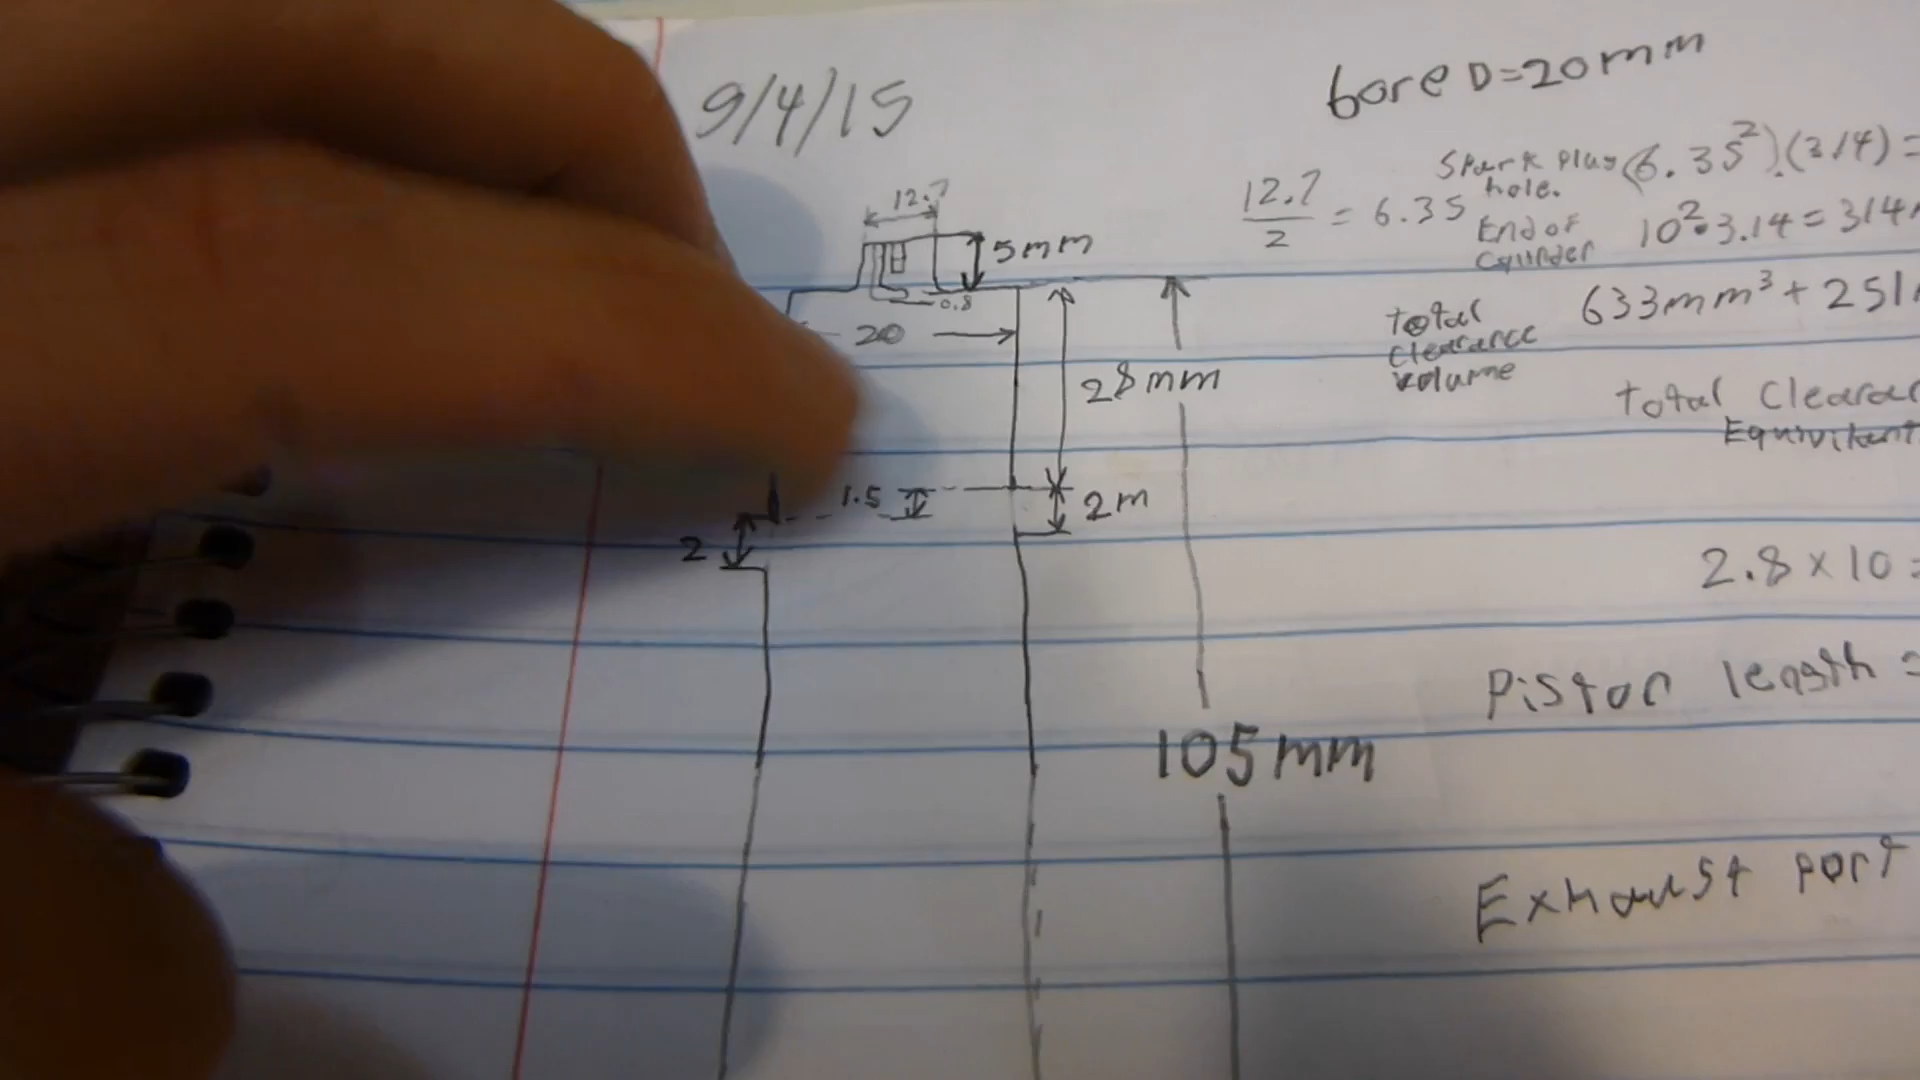 bore D=20mm
9/4/15
Spark plug (6.35²).(3.14) =
hole.
12.7
12.7/2 = 6.35
End of 10²•3.14 = 314
Cylinder
5mm
0.8
633mm³ + 251
total
clearance
volume
20
28mm
total
1.5
2m
2
2.8 x 10 =
Piston length =
105mm
Exhaust port